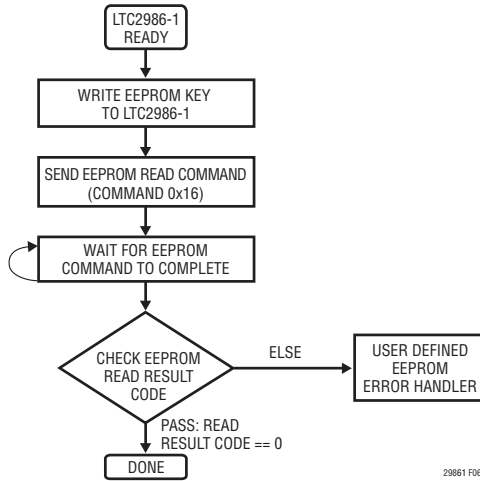 LTC2986-1
READY
WRITE EEPROM KEY
TO LTC2986-1
SEND EEPROM READ COMMAND
(COMMAND 0x16)
WAIT FOR EEPROM
COMMAND TO COMPLETE
CHECK EEPROM
READ RESULT
CODE
ELSE
USER DEFINED
EEPROM
ERROR HANDLER
PASS: READ
RESULT CODE == 0
DONE
29861 F06